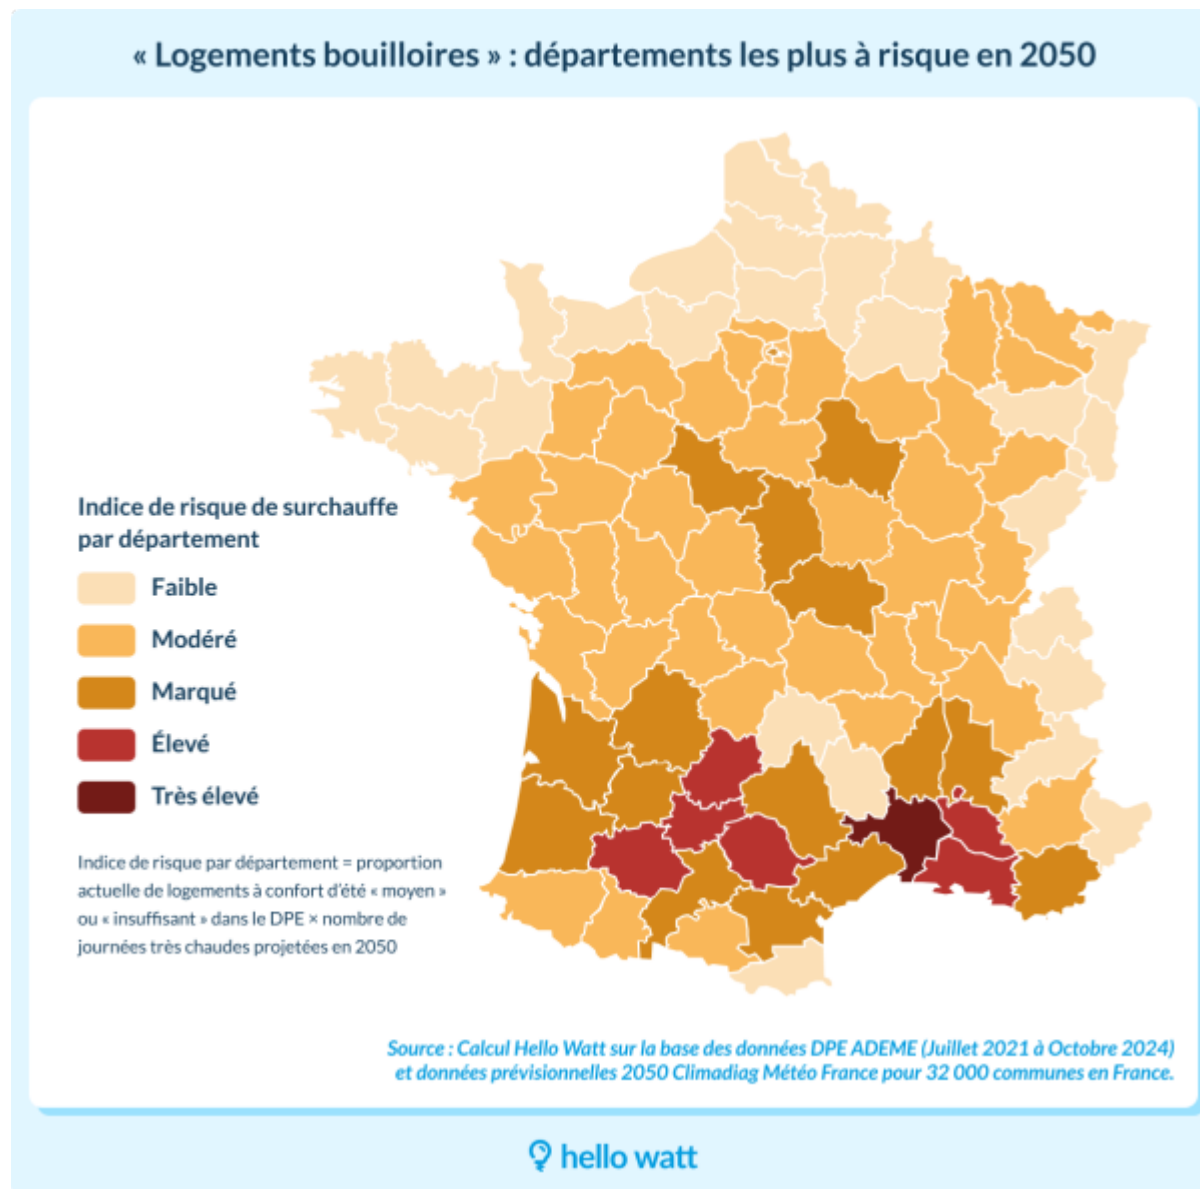 « Logements bouilloires » : départements les plus à risque en 2050
Indice de risque de surchauffe
par département
Faible
Modéré
Marqué
Élevé
Très élevé
Indice de risque par département = proportion
actuelle de logements à confort d'été « moyen »
ou « insuffisant » dans le DPE × nombre de
journées très chaudes projetées en 2050
Source : Calcul Hello Watt sur la base des données DPE ADEME (Juillet 2021 à Octobre 2024)
et données prévisionnelles 2050 Climadiag Météo France pour 32 000 communes en France.
hello watt